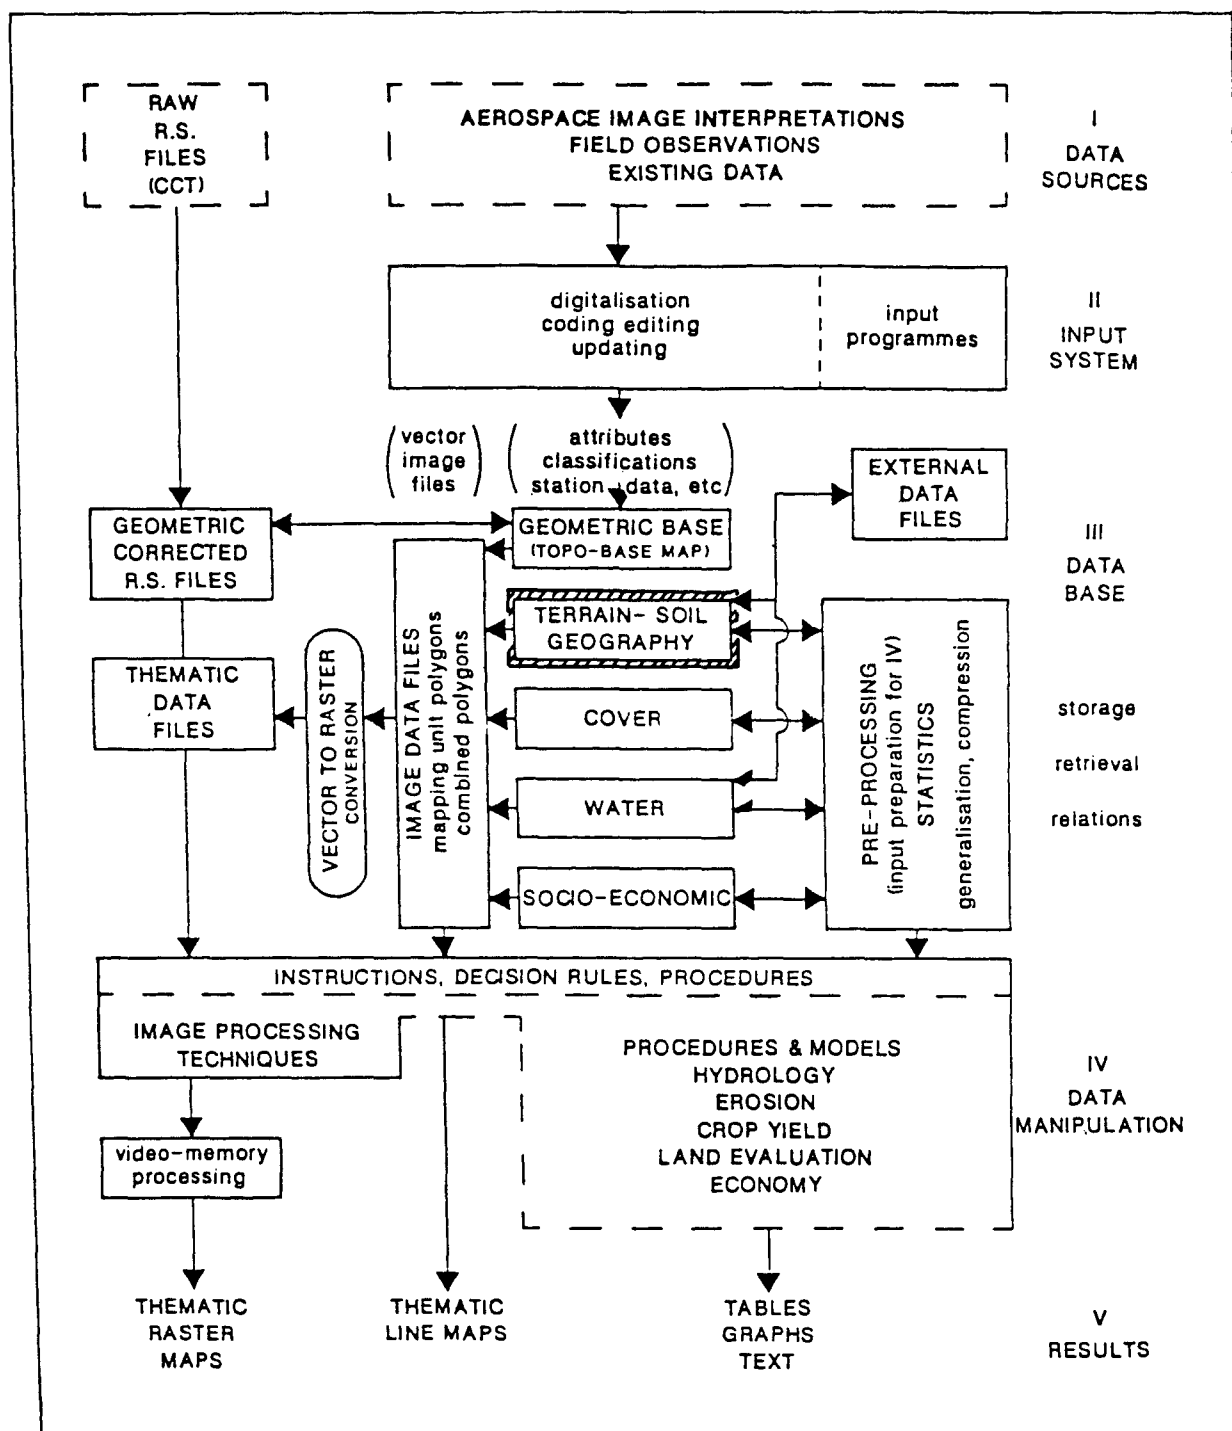 RAW
R.S.
FILES
(CCT)
AEROSPACE IMAGE INTERPRETATIONS
FIELD OBSERVATIONS
EXISTING DATA
I
DATA
SOURCES
digitalisation
coding editing
updating
input
programmes
II
INPUT
SYSTEM
(vector
image
files)
(attributes
classifications
station data, etc)
EXTERNAL
DATA
FILES
GEOMETRIC
CORRECTED
R.S. FILES
GEOMETRIC BASE
(TOPO-BASE MAP)
III
DATA
BASE
TERRAIN- SOIL
GEOGRAPHY
THEMATIC
DATA
FILES
VECTOR TO RASTER
CONVERSION
IMAGE DATA FILES
mapping unit polygons
combined polygons
COVER
WATER
SOCIO-ECONOMIC
PRE-PROCESSING
(input preparation for IV)
STATISTICS
generalisation, compression
storage
retrieval
relations
INSTRUCTIONS, DECISION RULES, PROCEDURES
IMAGE PROCESSING
TECHNIQUES
PROCEDURES & MODELS
HYDROLOGY
EROSION
CROP YIELD
LAND EVALUATION
ECONOMY
IV
DATA
MANIPULATION
video-memory
processing
THEMATIC
RASTER
MAPS
THEMATIC
LINE MAPS
TABLES
GRAPHS
TEXT
V
RESULTS